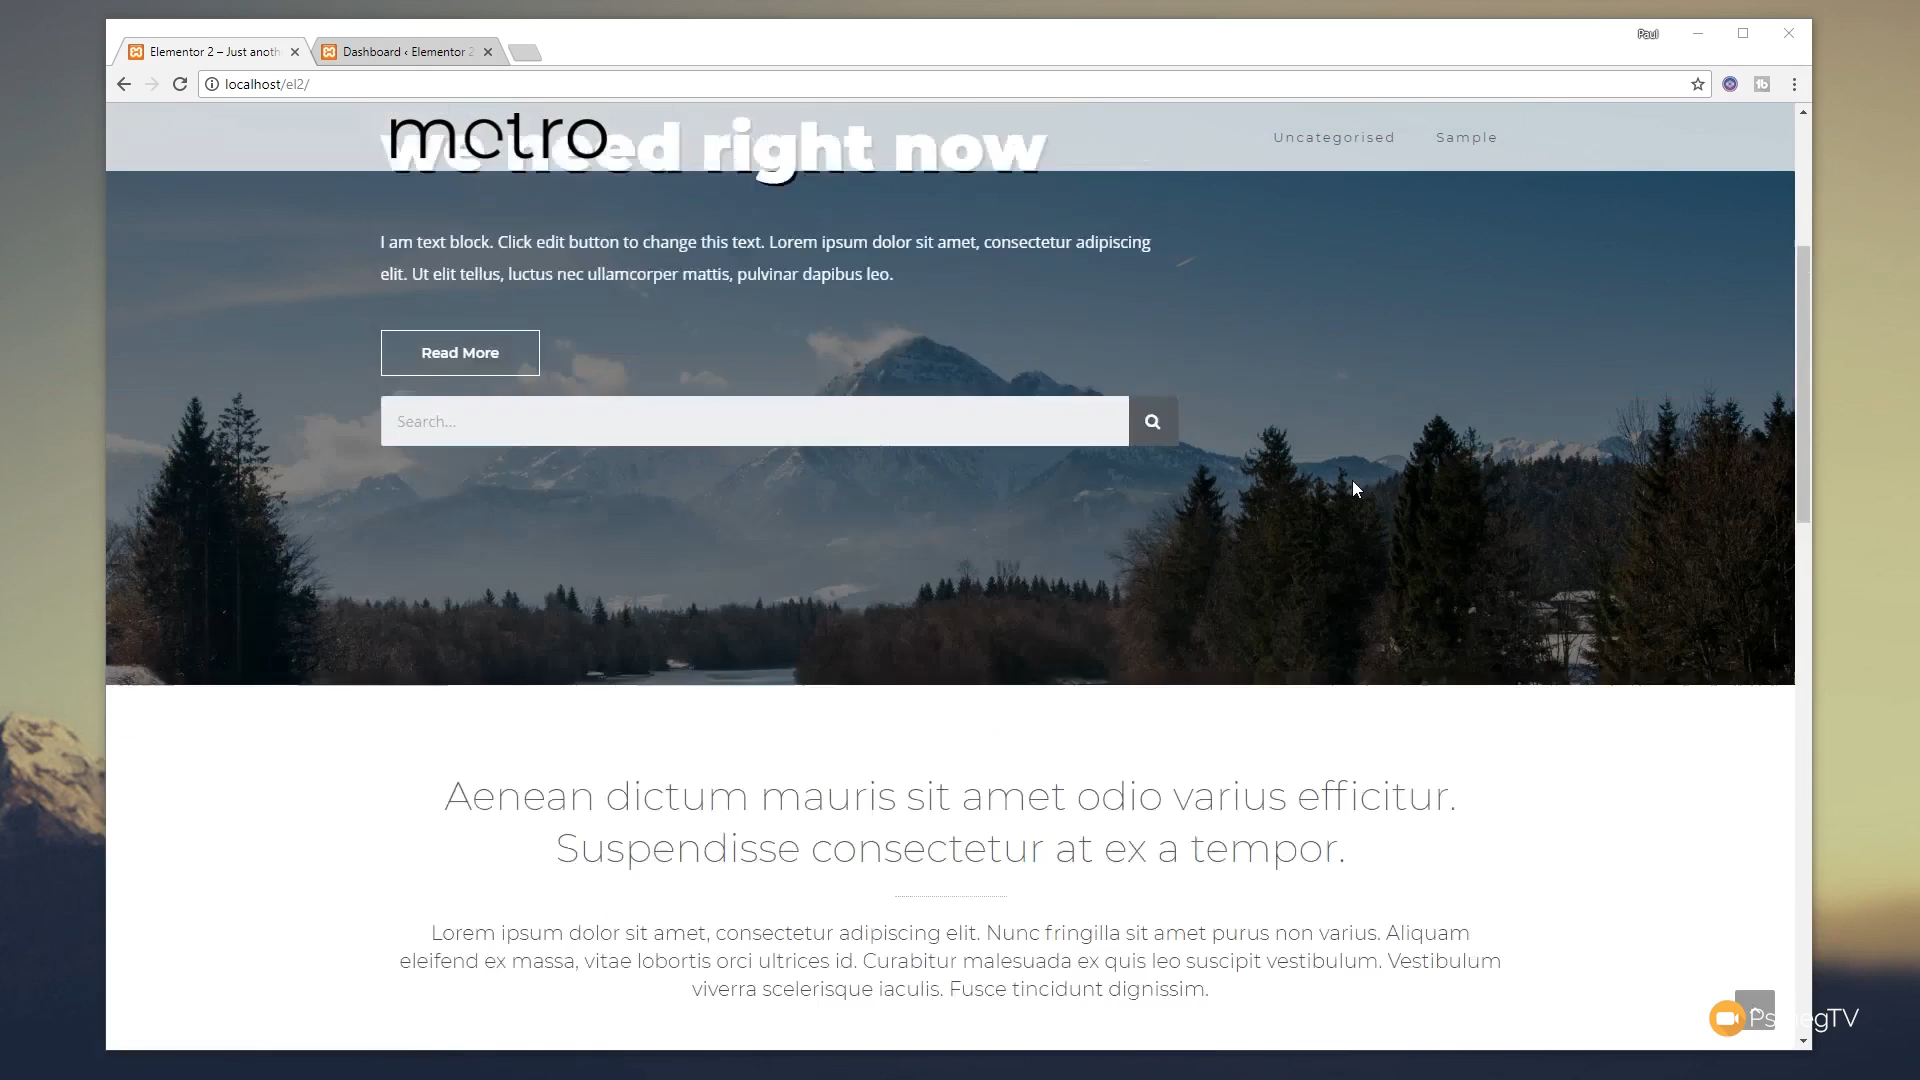 Paul
Elementor 2 – Just anoth
Dashboard ‹ Elementor 2
localhost/el2/
metro
we need right now
Uncategorised
Sample
I am text block. Click edit button to change this text. Lorem ipsum dolor sit amet, consectetur adipiscing
elit. Ut elit tellus, luctus nec ullamcorper mattis, pulvinar dapibus leo.
Read More
Search...
Aenean dictum mauris sit amet odio varius efficitur.
Suspendisse consectetur at ex a tempor.
Lorem ipsum dolor sit amet, consectetur adipiscing elit. Nunc fringilla sit amet purus non varius. Aliquam
eleifend ex massa, vitae lobortis orci ultrices id. Curabitur malesuada ex quis leo suscipit vestibulum. Vestibulum
viverra scelerisque iaculis. Fusce tincidunt dignissim.